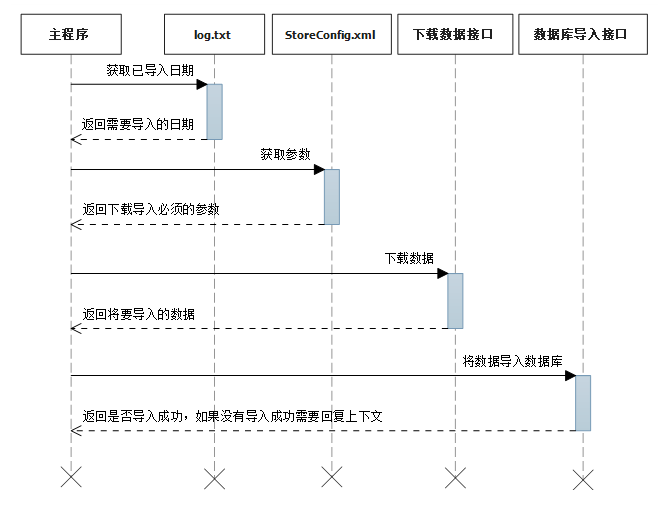 主程序
log.txt
StoreConfig.xml
下载数据接口
数据库导入接口
获取已导入日期
返回需要导入的日期
获取参数
返回下载导入必须的参数
下载数据
返回将要导入的数据
将数据导入数据库
返回是否导入成功，如果没有导入成功需要回复上下文